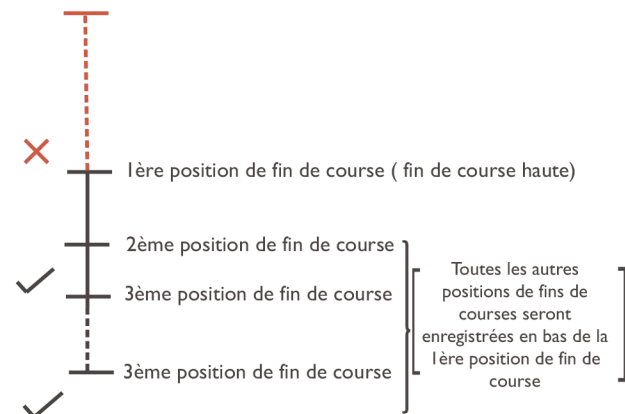 1ère position de fin de course ( fin de course haute)
2ème position de fin de course
3ème position de fin de course
3ème position de fin de course
Toutes les autres
positions de fins de
courses seront
enregistrées en bas de la
1ère position de fin de
course